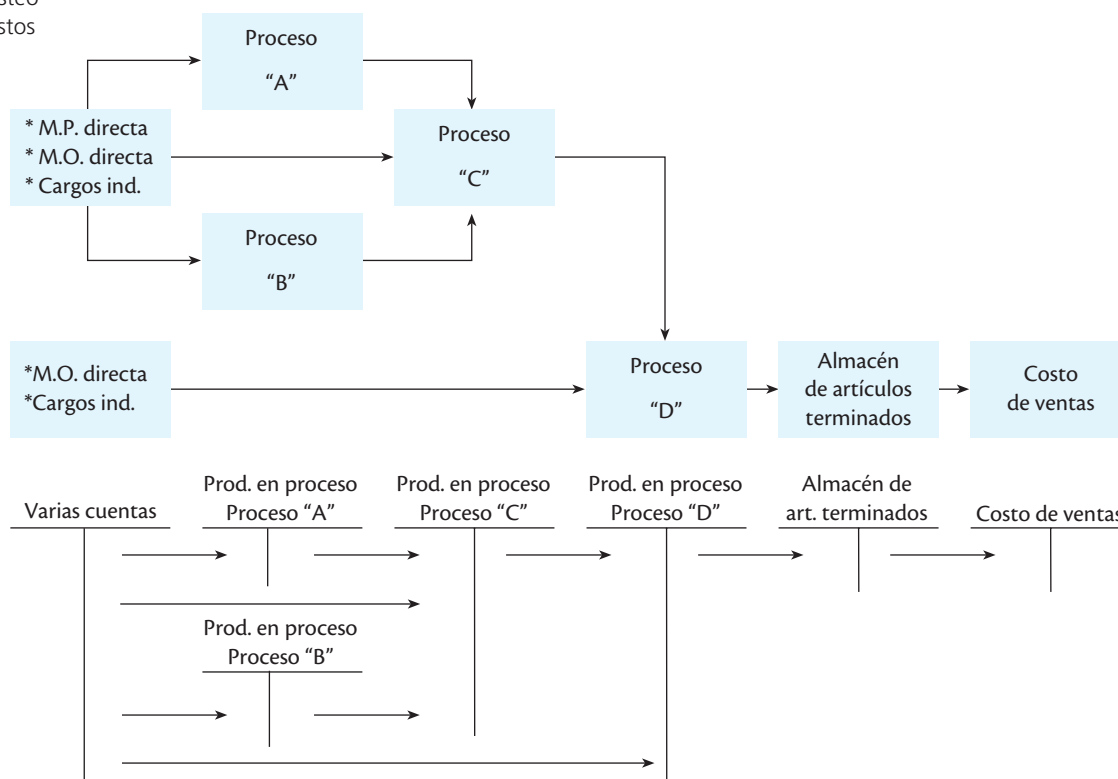 stos
Proceso
“A”
* M.P. directa
* M.O. directa
* Cargos ind.
Proceso
“C”
Proceso
“B”
*M.O. directa
*Cargos ind.
Proceso
“D”
Almacén
de artículos
terminados
Costo
de ventas
Varias cuentas
Prod. en proceso
Proceso “A”
Prod. en proceso
Proceso “C”
Prod. en proceso
Proceso “D”
Almacén de
art. terminados
Costo de ventas
Prod. en proceso
Proceso “B”